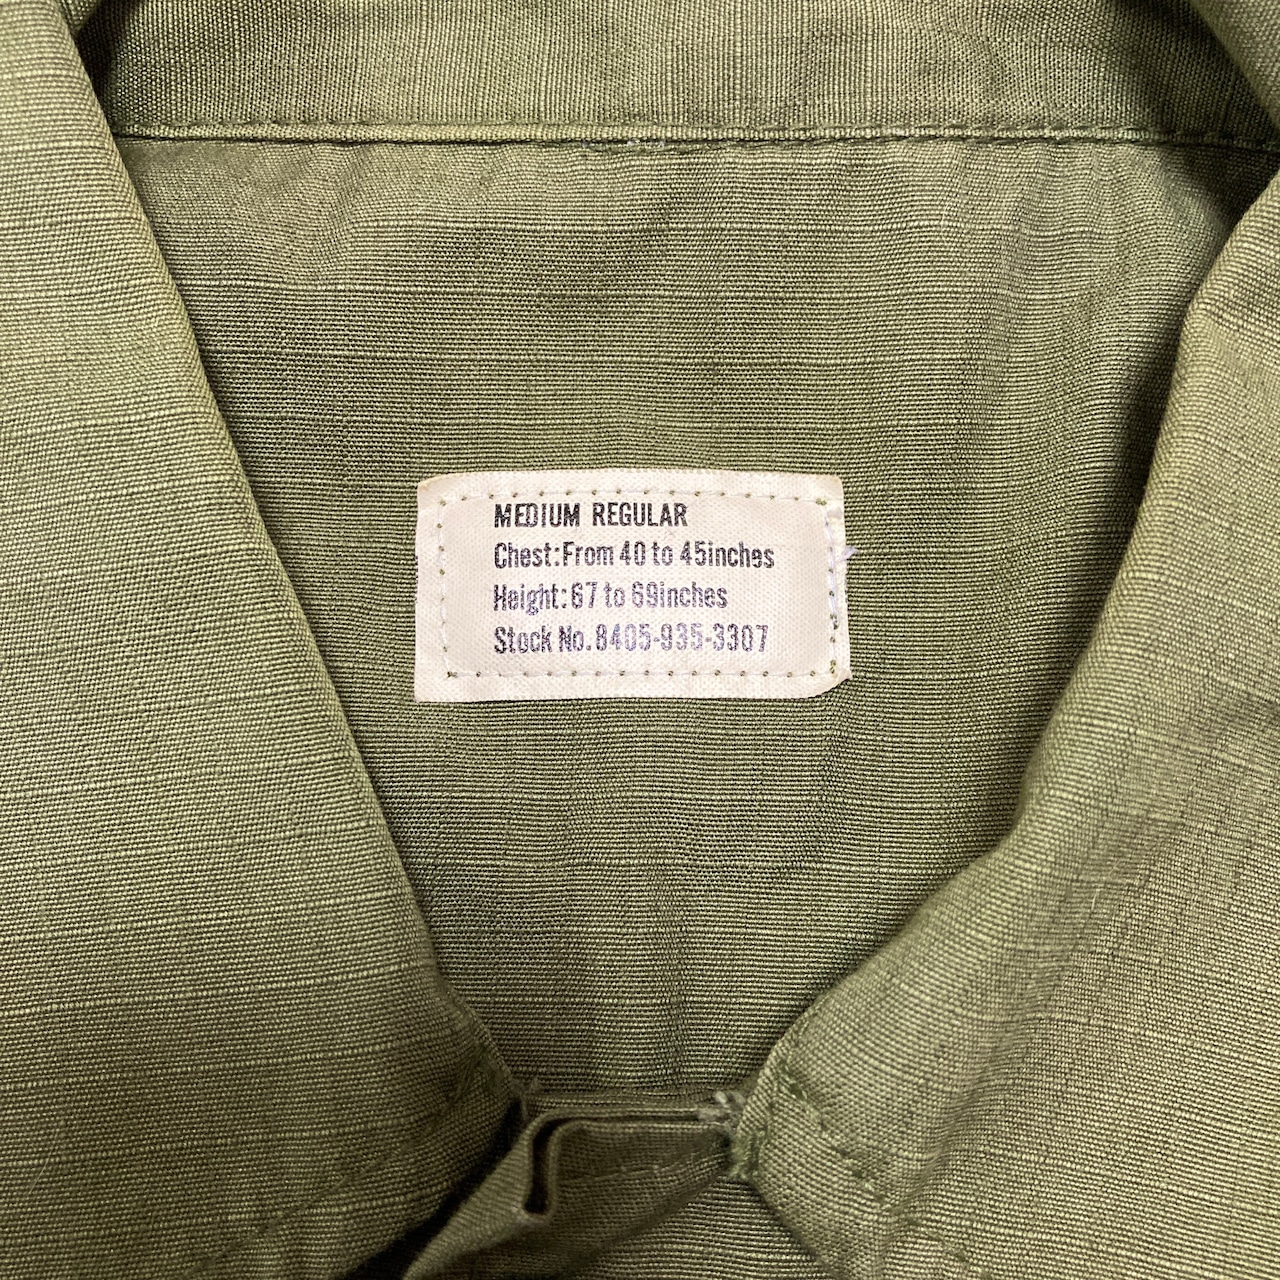 MEDIUM REGULAR
Chest:From 40 to 45inches
Height:67 to 69inches
Stock No.8405-935-3307